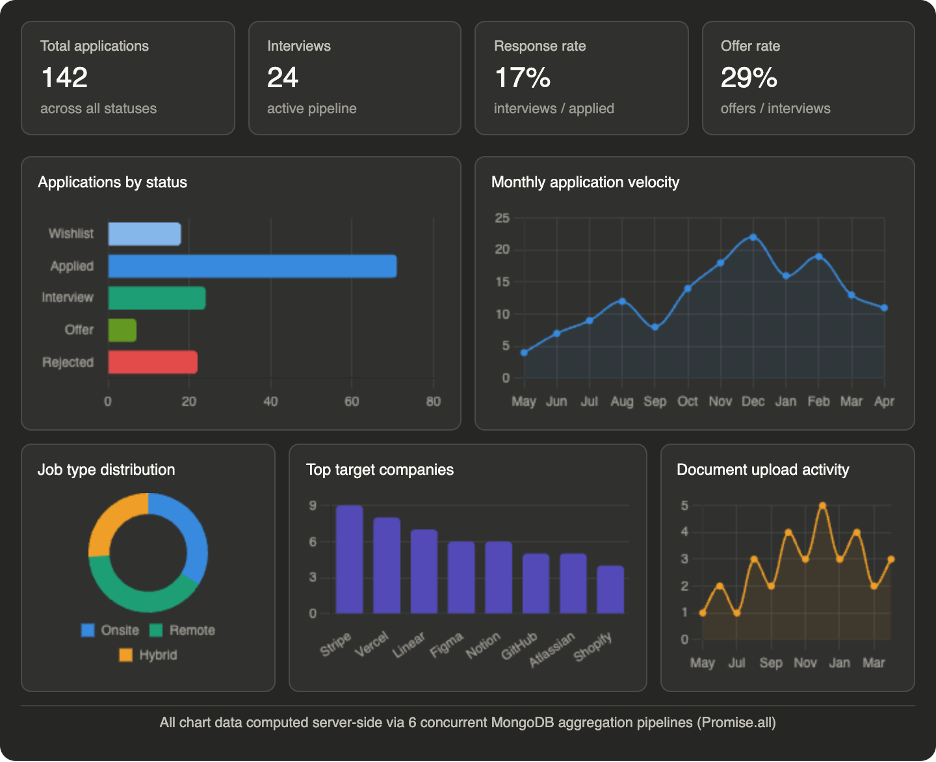 Total applications
142
across all statuses
Interviews
24
active pipeline
Response rate
17%
interviews / applied
Offer rate
29%
offers / interviews
Applications by status
Wishlist
Applied
Interview
Offer
Rejected
0 20 40 60 80
Monthly application velocity
25
20
15
10
5
0
May Jun Jul Aug Sep Oct Nov Dec Jan Feb Mar Apr
Job type distribution
Onsite Remote
Hybrid
Top target companies
9
6
3
0
Stripe Vercel Linear Figma Notion GitHub Atlassian Shopify
Document upload activity
5
4
3
2
1
0
May Jul Sep Nov Jan Mar
All chart data computed server-side via 6 concurrent MongoDB aggregation pipelines (Promise.all)